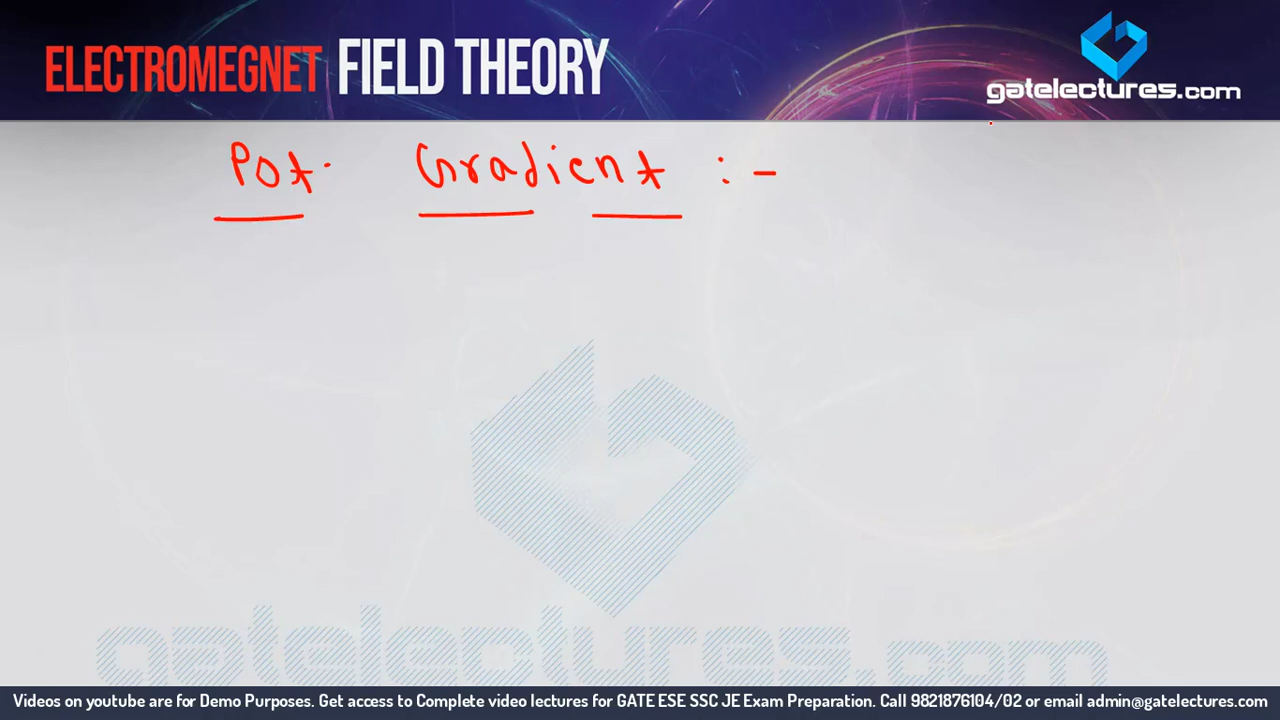 ELECTROMEGNET FIELD THEORY
gatelectures.com
Pot. Gradient :-
gatelectures.com
Videos on youtube are for Demo Purposes. Get access to Complete video lectures for GATE ESE SSC JE Exam Preparation. Call 9821876104/02 or email admin@gatelectures.com